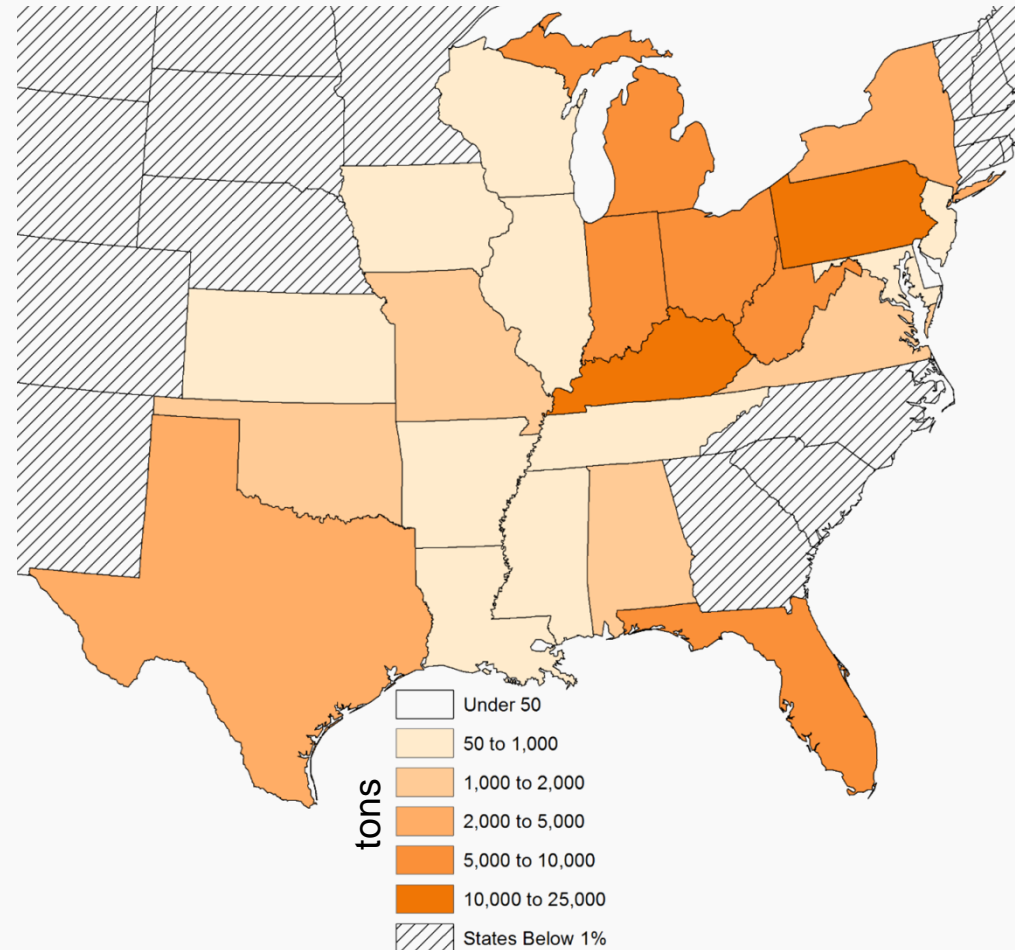 Under 50
50 to 1,000
1,000 to 2,000
2,000 to 5,000
5,000 to 10,000
10,000 to 25,000
States Below 1%
tons